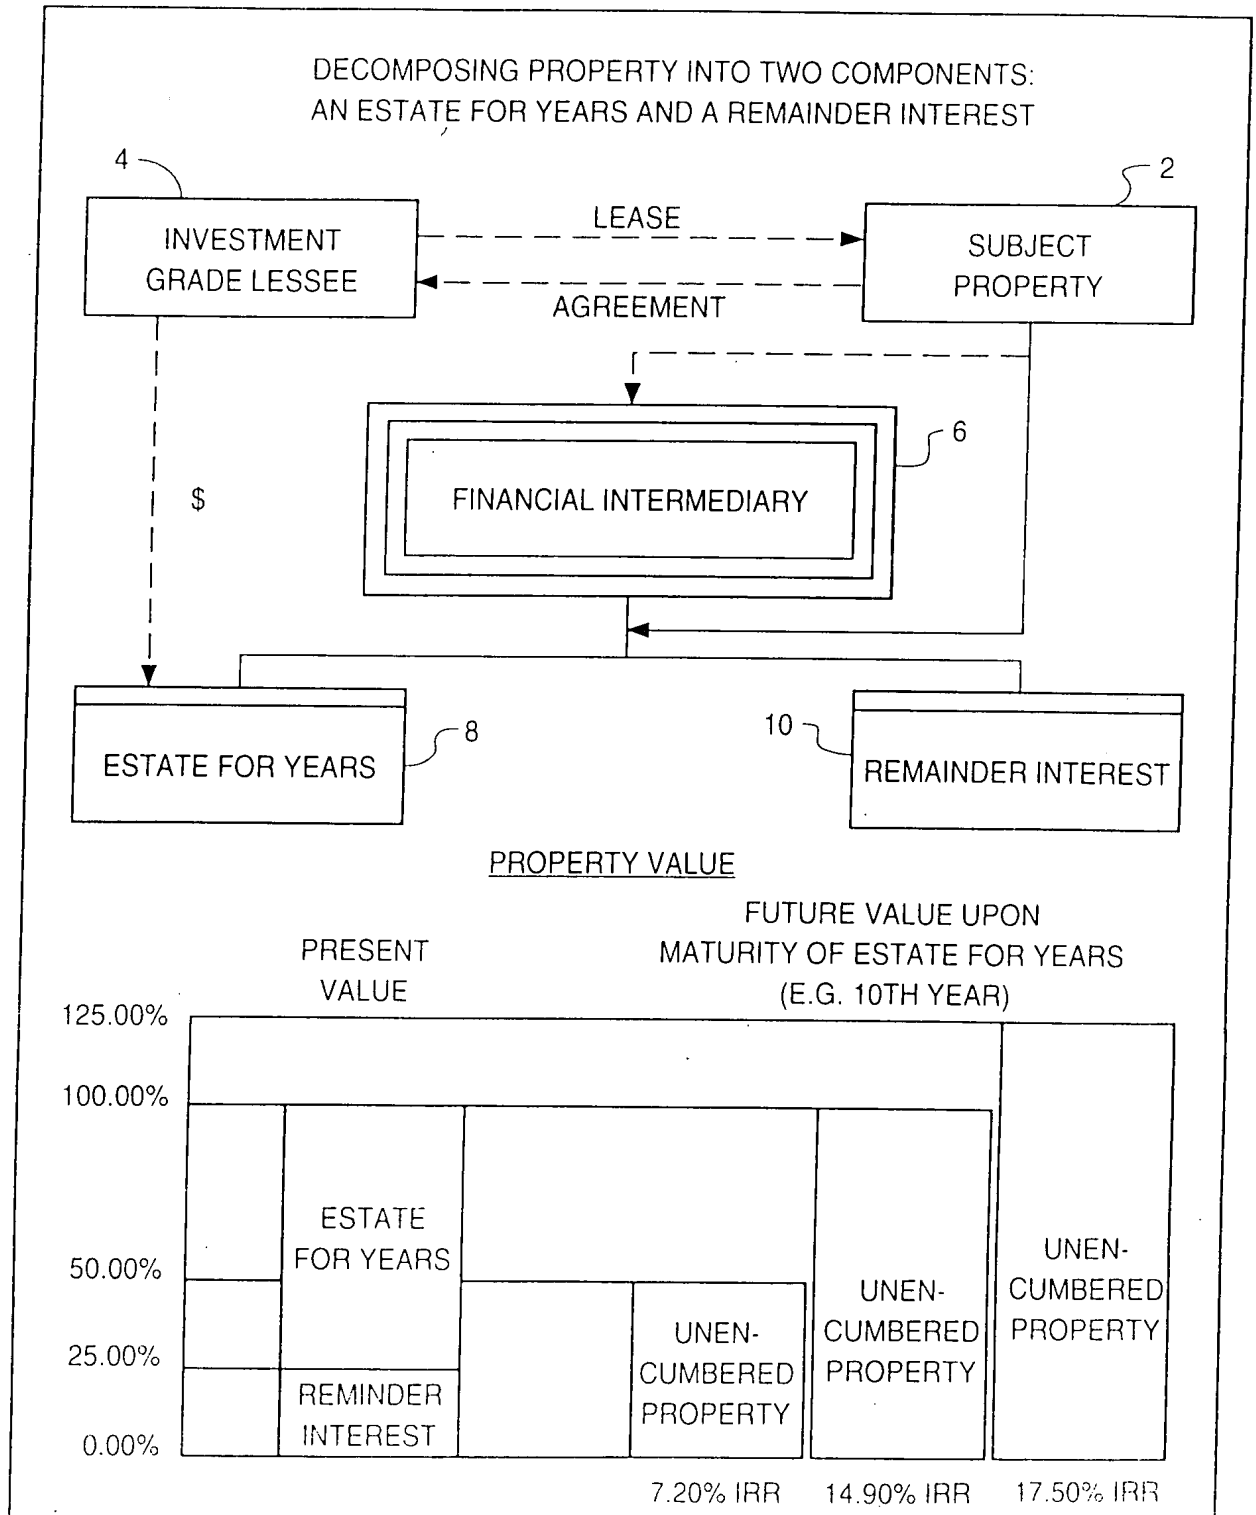 DECOMPOSING PROPERTY INTO TWO COMPONENTS:
AN ESTATE FOR YEARS AND A REMAINDER INTEREST
4
2
INVESTMENT
GRADE LESSEE
LEASE
AGREEMENT
SUBJECT
PROPERTY
6
FINANCIAL INTERMEDIARY
$
8
10
ESTATE FOR YEARS
REMAINDER INTEREST
PROPERTY VALUE
PRESENT
VALUE
FUTURE VALUE UPON
MATURITY OF ESTATE FOR YEARS
(E.G. 10TH YEAR)
125.00%
100.00%
50.00%
25.00%
0.00%
ESTATE
FOR YEARS
REMINDER
INTEREST
UNEN-
CUMBERED
PROPERTY
UNEN-
CUMBERED
PROPERTY
UNEN-
CUMBERED
PROPERTY
7.20% IRR
14.90% IRR
17.50% IRR